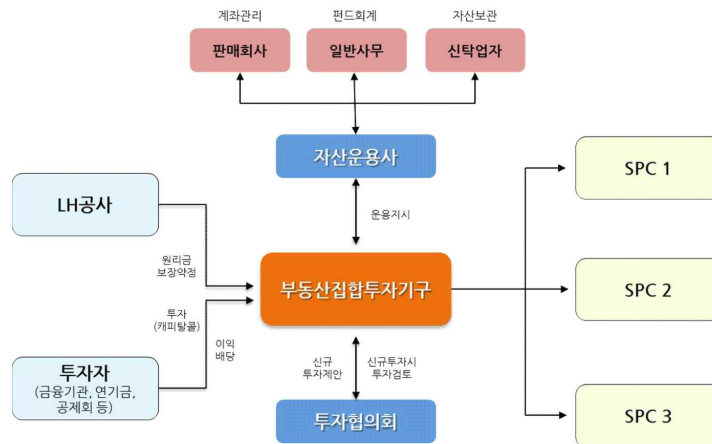 계좌관리
펀드회계
자산보관
판매회사
일반사무
신탁업자
자산운용사
SPC 1
LH공사
운용지시
원리금
보장약정
부동산집합투자기구
SPC 2
투자
(캐피탈콜)
이익
배당
신규
투자제안
신규투자시
투자검토
투자자
(금융기관, 연기금,
공제회 등)
투자협의회
SPC 3